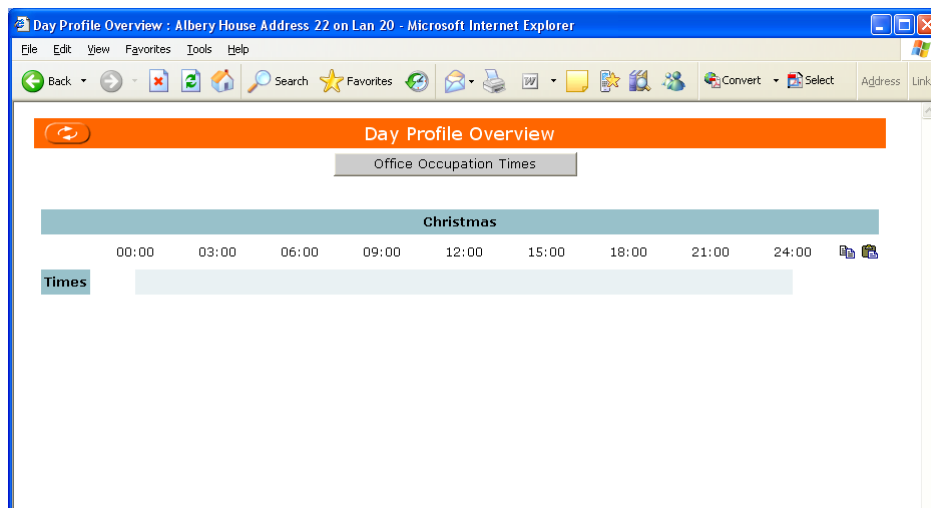 Day Profile Overview : Albery House Address 22 on Lan 20 - Microsoft Internet Explorer
File Edit View Favorites Tools Help
Back Search Favorites Convert Select Address Link
Day Profile Overview
Office Occupation Times
Christmas
00:00 03:00 06:00 09:00 12:00 15:00 18:00 21:00 24:00
Times